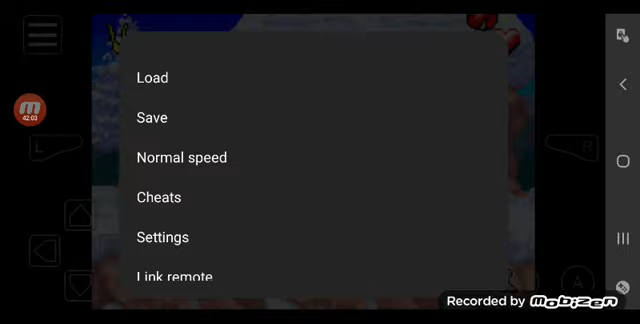 Load
Save
Normal speed
Cheats
Settings
Link remote
42:03
L
R
A
Recorded by MOBIZEN